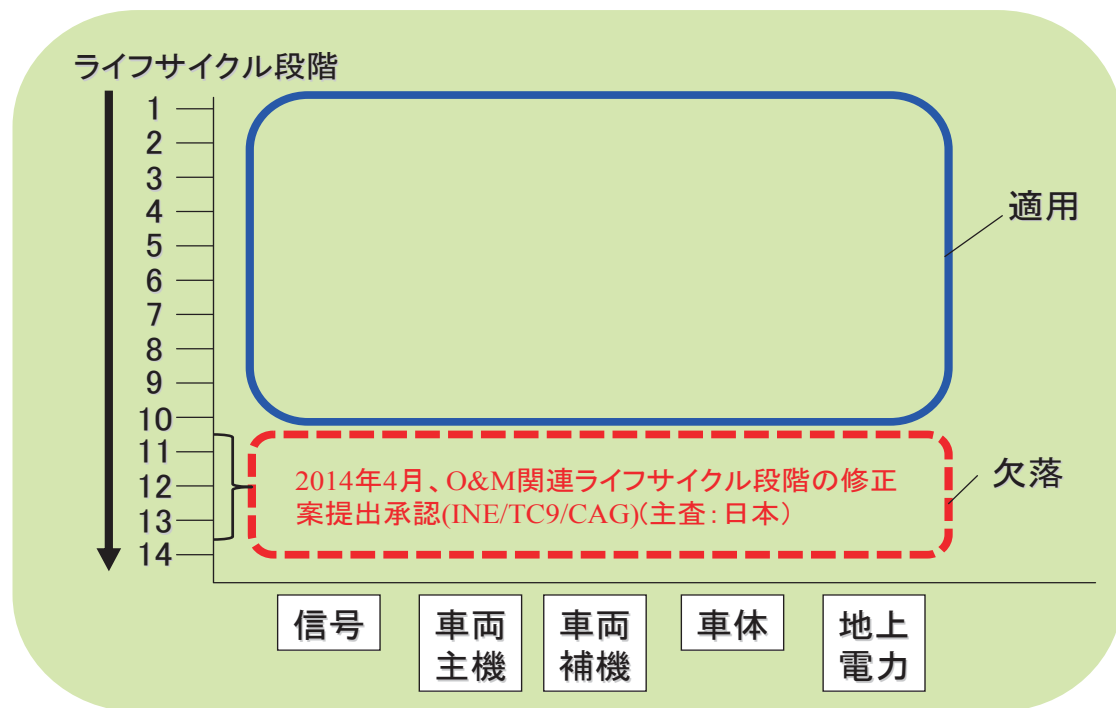 ライフサイクル段階
1
2
3
4
5
6
7
8
9
10
11
12
13
14
適用
2014年4月、O&M関連ライフサイクル段階の修正
案提出承認(INE/TC9/CAG)(主査:日本)
欠落
信号
車両
主機
車両
補機
車体
地上
電力